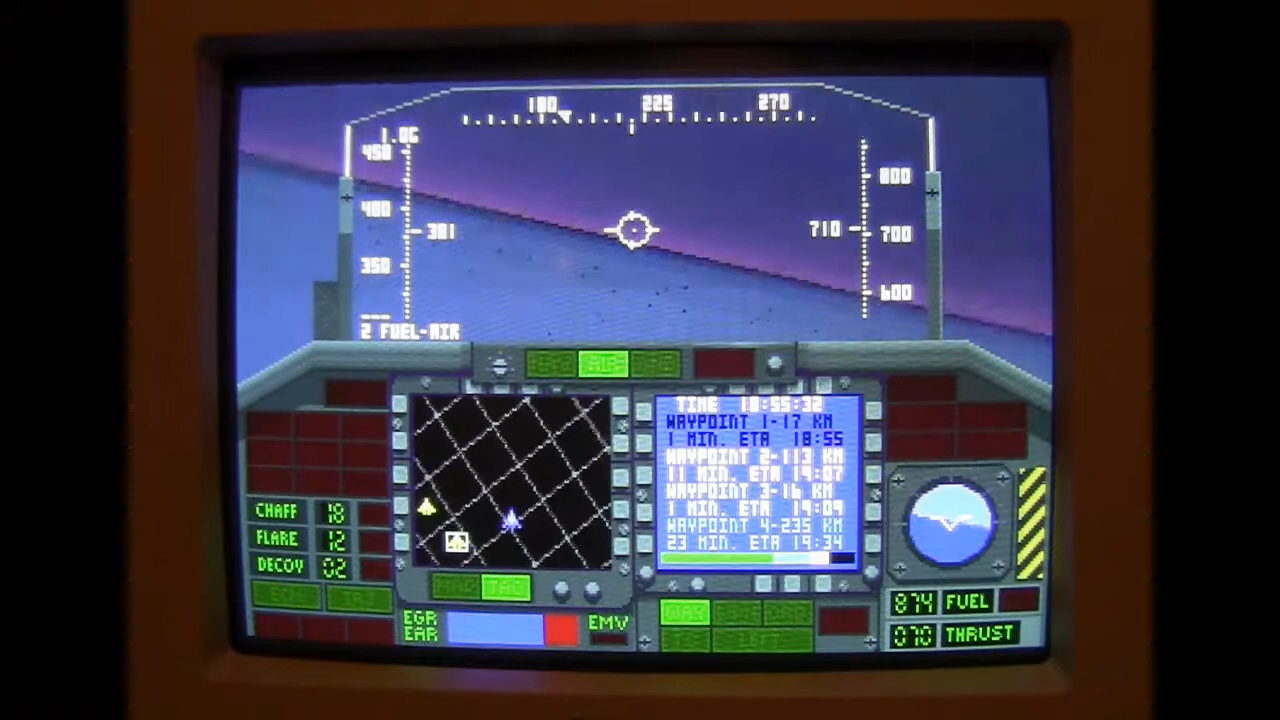 180 225 270
1.0G
450
400
381
350
800
710
700
600
2 FUEL-AIR
AIR
TIME 18:55:32
WAYPOINT 1-17 KM
1 MIN. ETA 18:55
WAYPOINT 2-113 KM
11 MIN. ETA 19:07
WAYPOINT 3-16 KM
1 MIN. ETA 19:09
WAYPOINT 4-235 KM
23 MIN. ETA 19:34
CHAFF 18
FLARE 12
DECOY 02
TAC
WAY
EGR
EAR
EMV
874 FUEL
070 THRUST